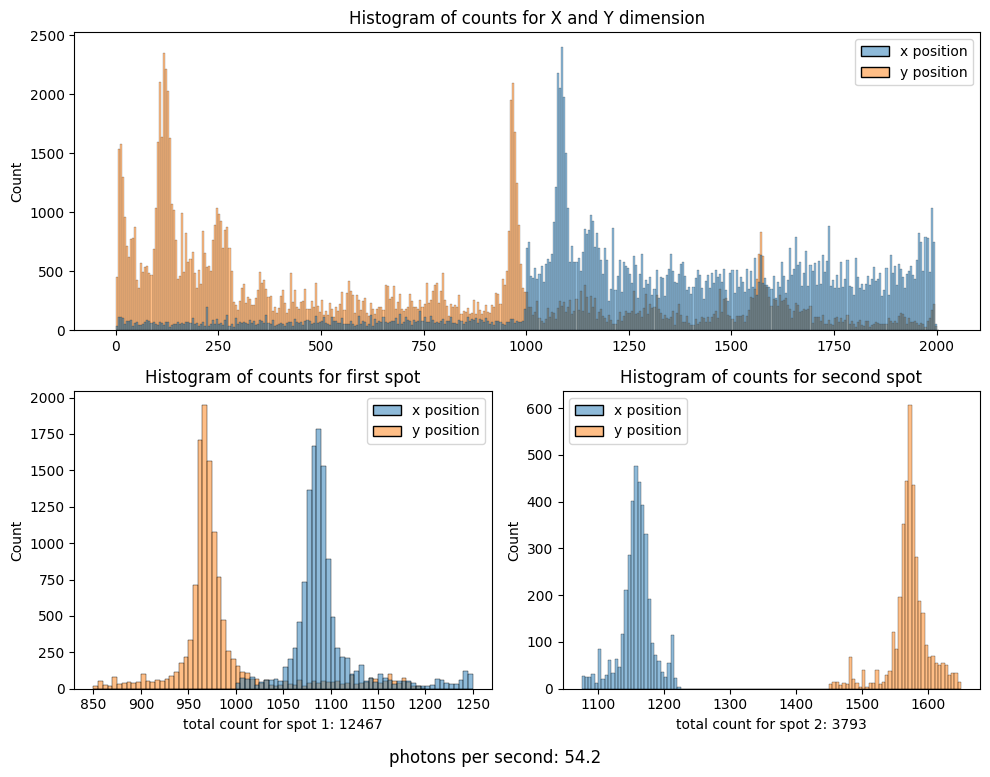 Histogram of counts for X and Y dimension
x position
y position
Count
2500
2000
1500
1000
500
0
0 250 500 750 1000 1250 1500 1750 2000
Histogram of counts for first spot
x position
y position
Count
2000
1750
1500
1250
1000
750
500
250
0
850 900 950 1000 1050 1100 1150 1200 1250
total count for spot 1: 12467
Histogram of counts for second spot
x position
y position
Count
600
500
400
300
200
100
0
1100 1200 1300 1400 1500 1600
total count for spot 2: 3793
photons per second: 54.2